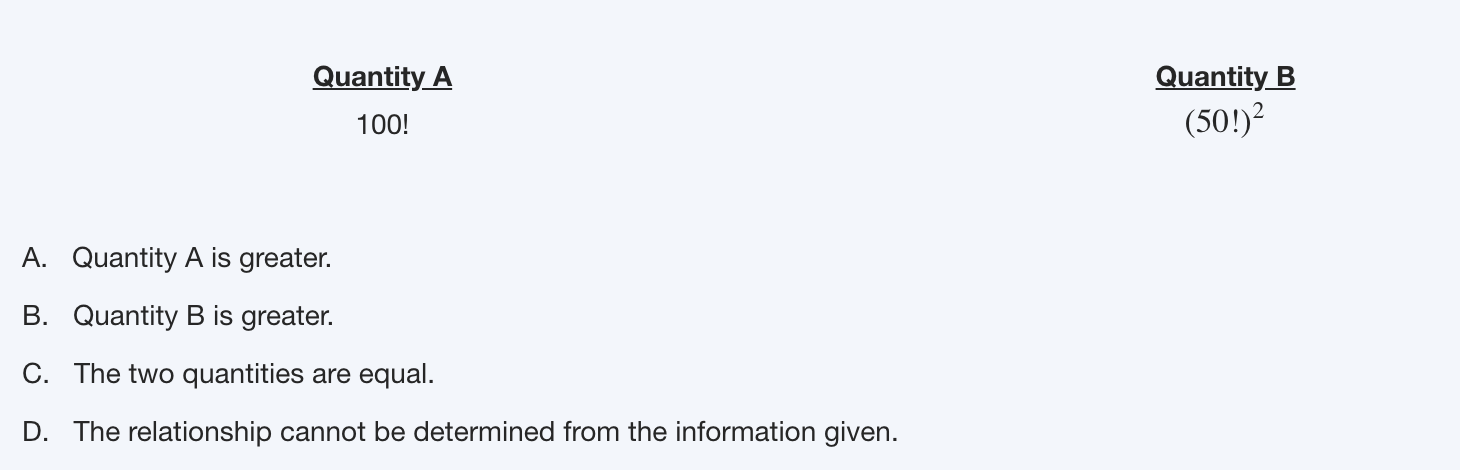 Quantity A Quantity B
100! (50!)²
A. Quantity A is greater.
B. Quantity B is greater.
C. The two quantities are equal.
D. The relationship cannot be determined from the information given.